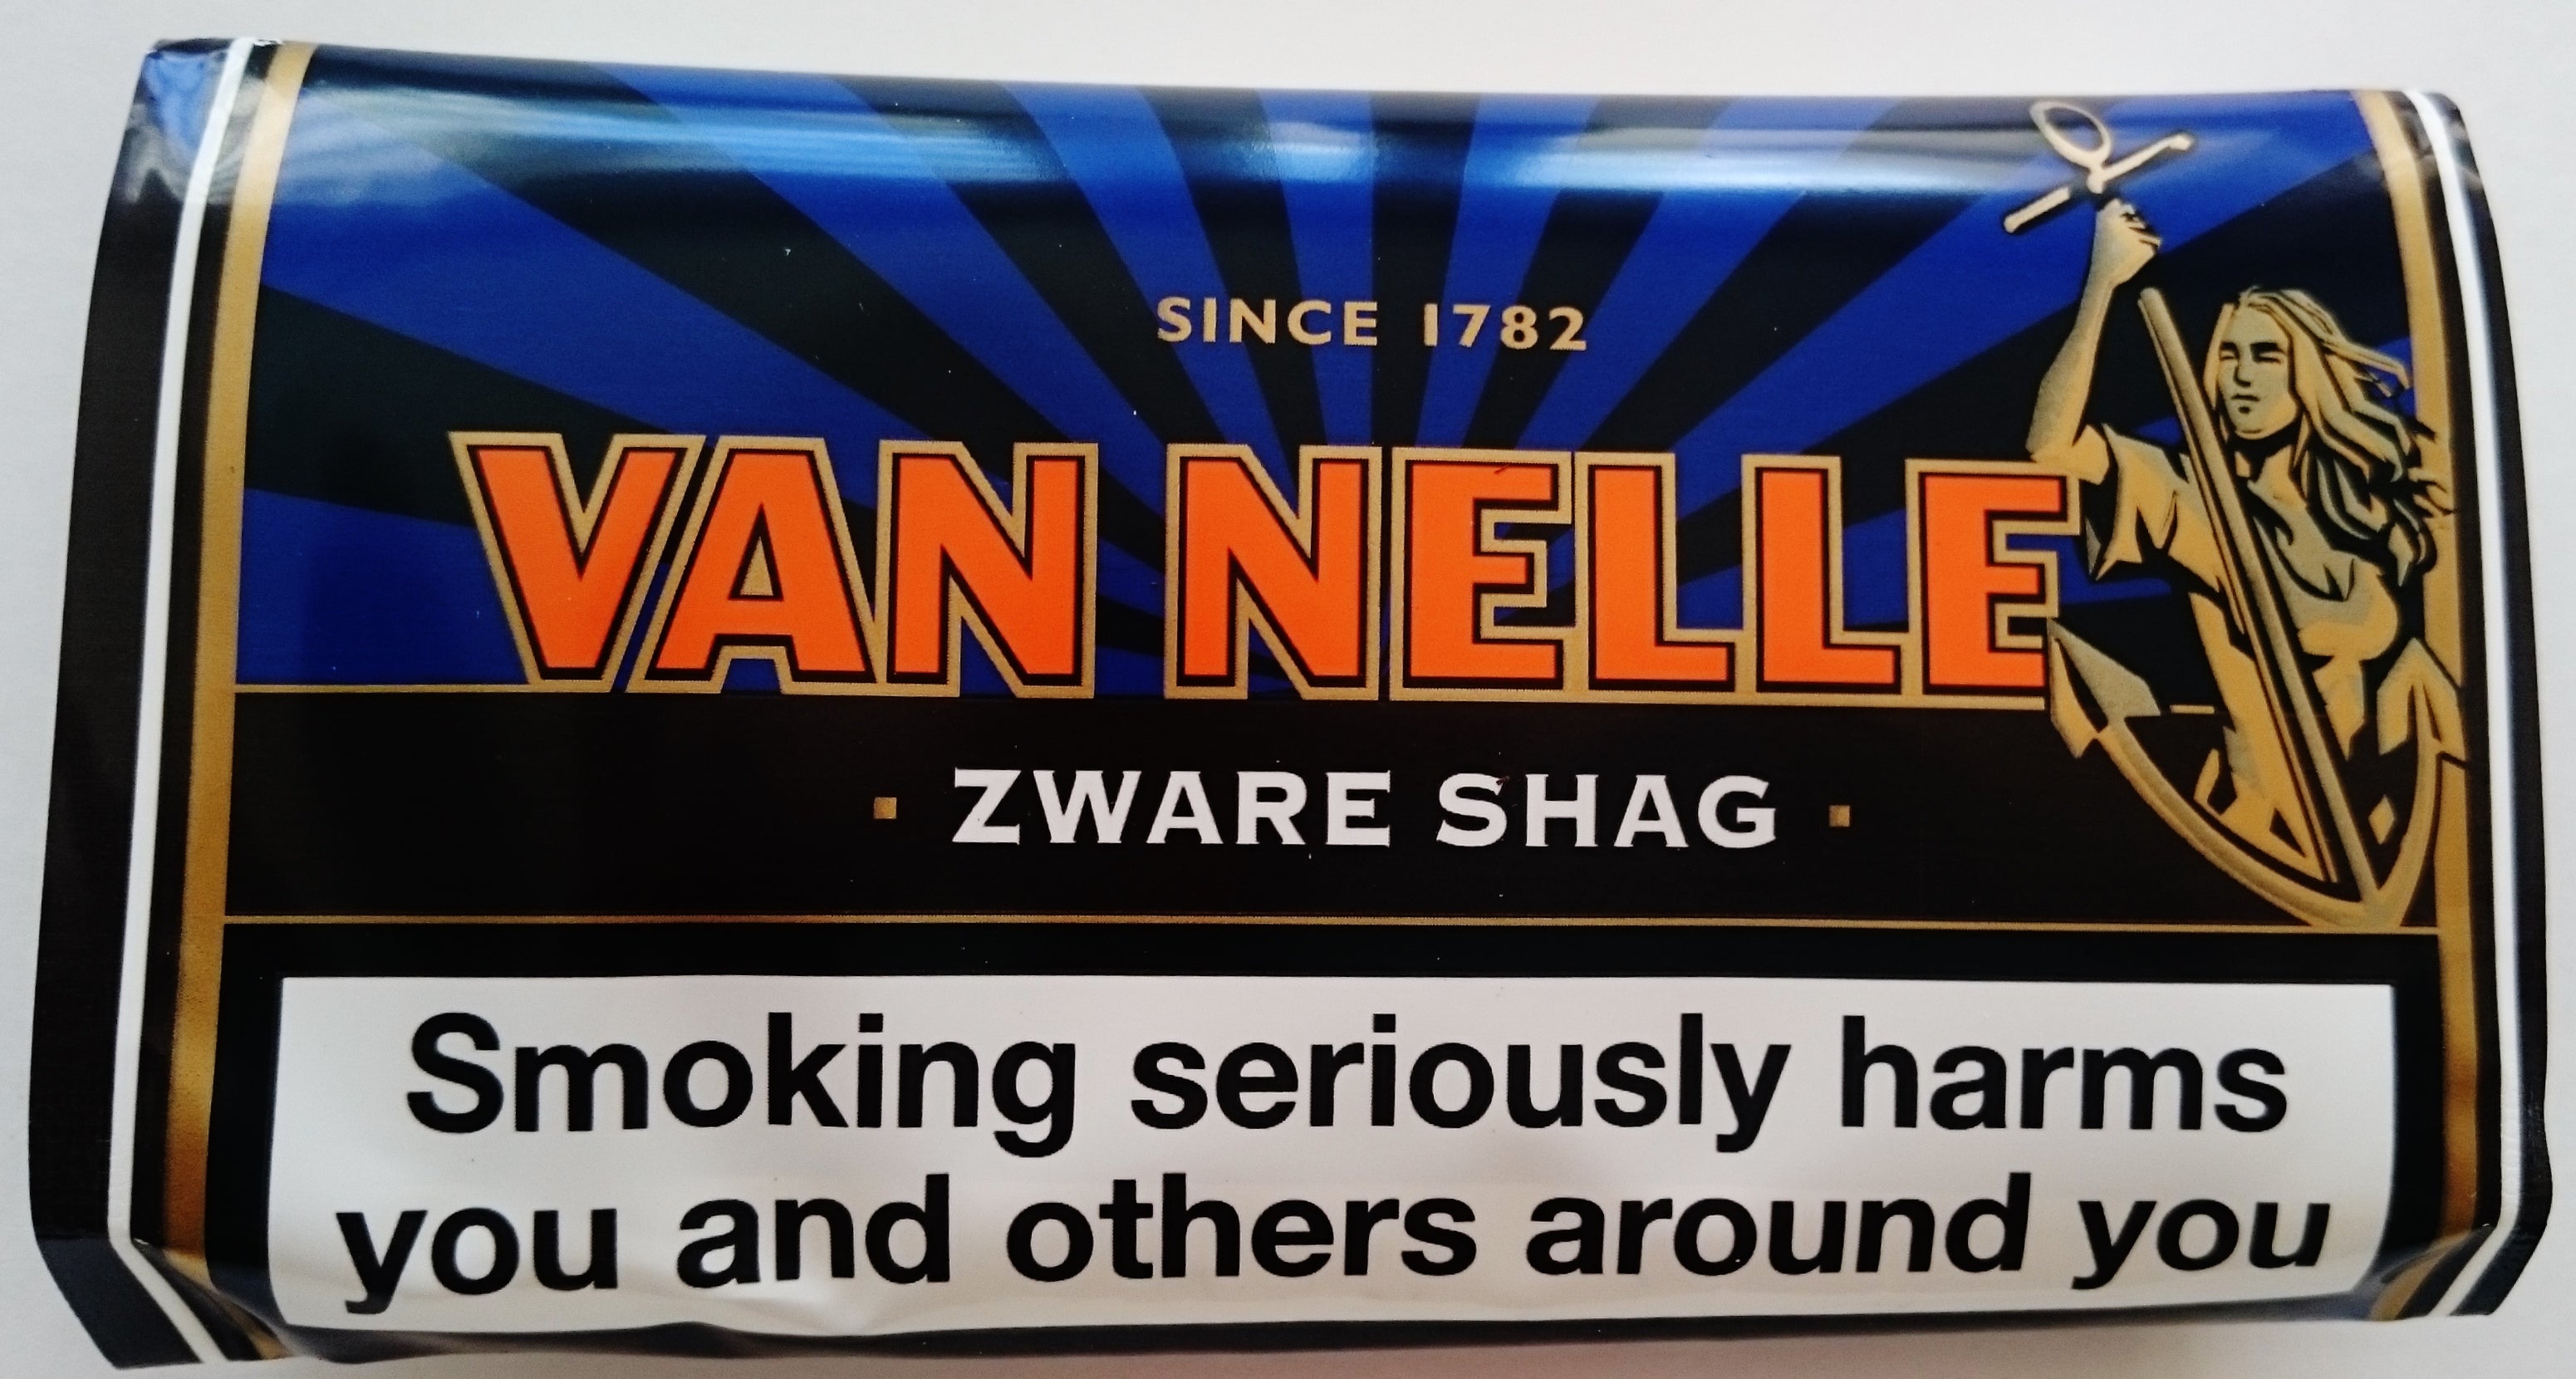 SINCE 1782
VAN NELLE
· ZWARE SHAG ·
Smoking seriously harms
you and others around you